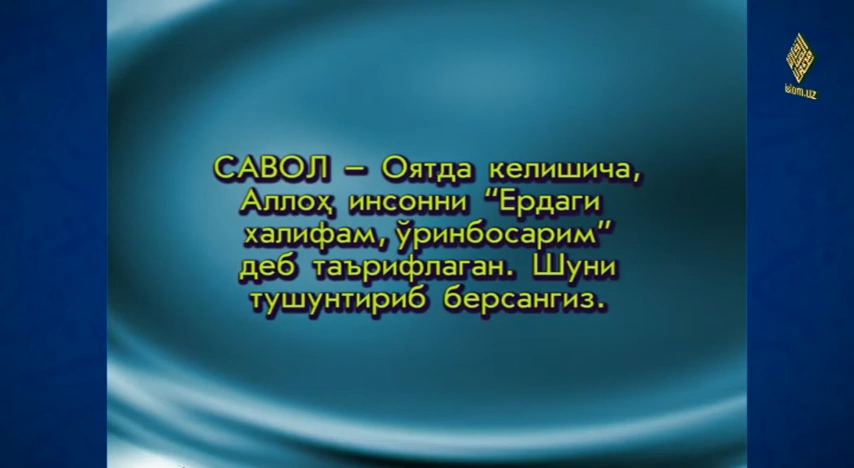 САВОЛ – Оятда келишича,
Аллоҳ инсонни “Ердаги
халифам, ўринбосарим”
деб таърифлаган. Шуни
тушунтириб берсангиз.
islom.uz